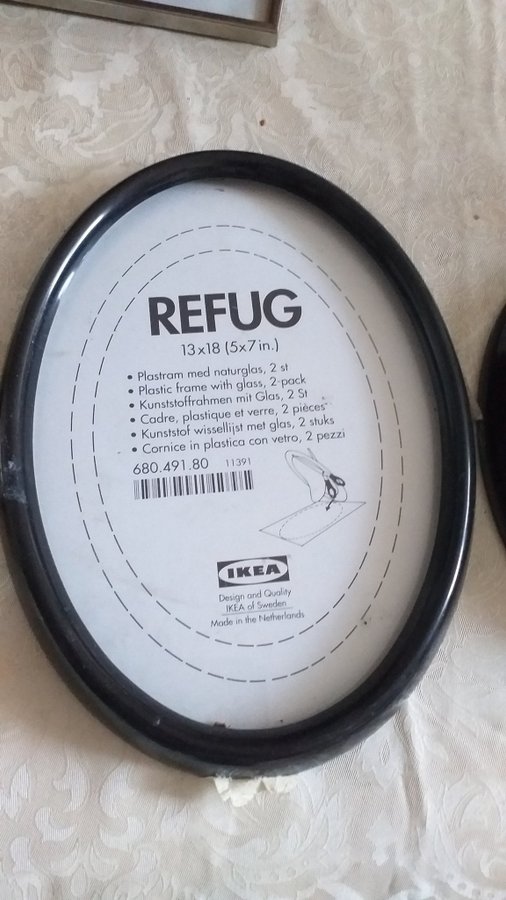 REFUG
13x18 (5x7 in.)
• Plastram med naturglas, 2 st
• Plastic frame with glass, 2-pack
• Kunststoffrahmen mit Glas, 2 St
• Cadre, plastique et verre, 2 pièces
• Kunststof wissellijst met glas, 2 stuks
• Cornice in plastica con vetro, 2 pezzi
680.491.80 11391
IKEA
Design and Quality
IKEA of Sweden
Made in the Netherlands